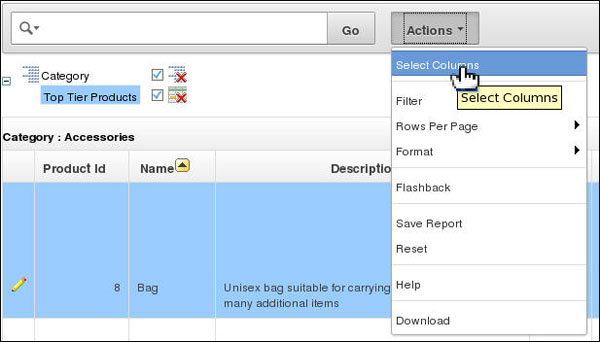 Go
Actions
Category
Top Tier Products
Select Columns
Select Columns
Filter
Rows Per Page
Format
Flashback
Save Report
Reset
Help
Download
Category : Accessories
Product Id
Name
Descriptio
8
Bag
Unisex bag suitable for carrying
many additional items